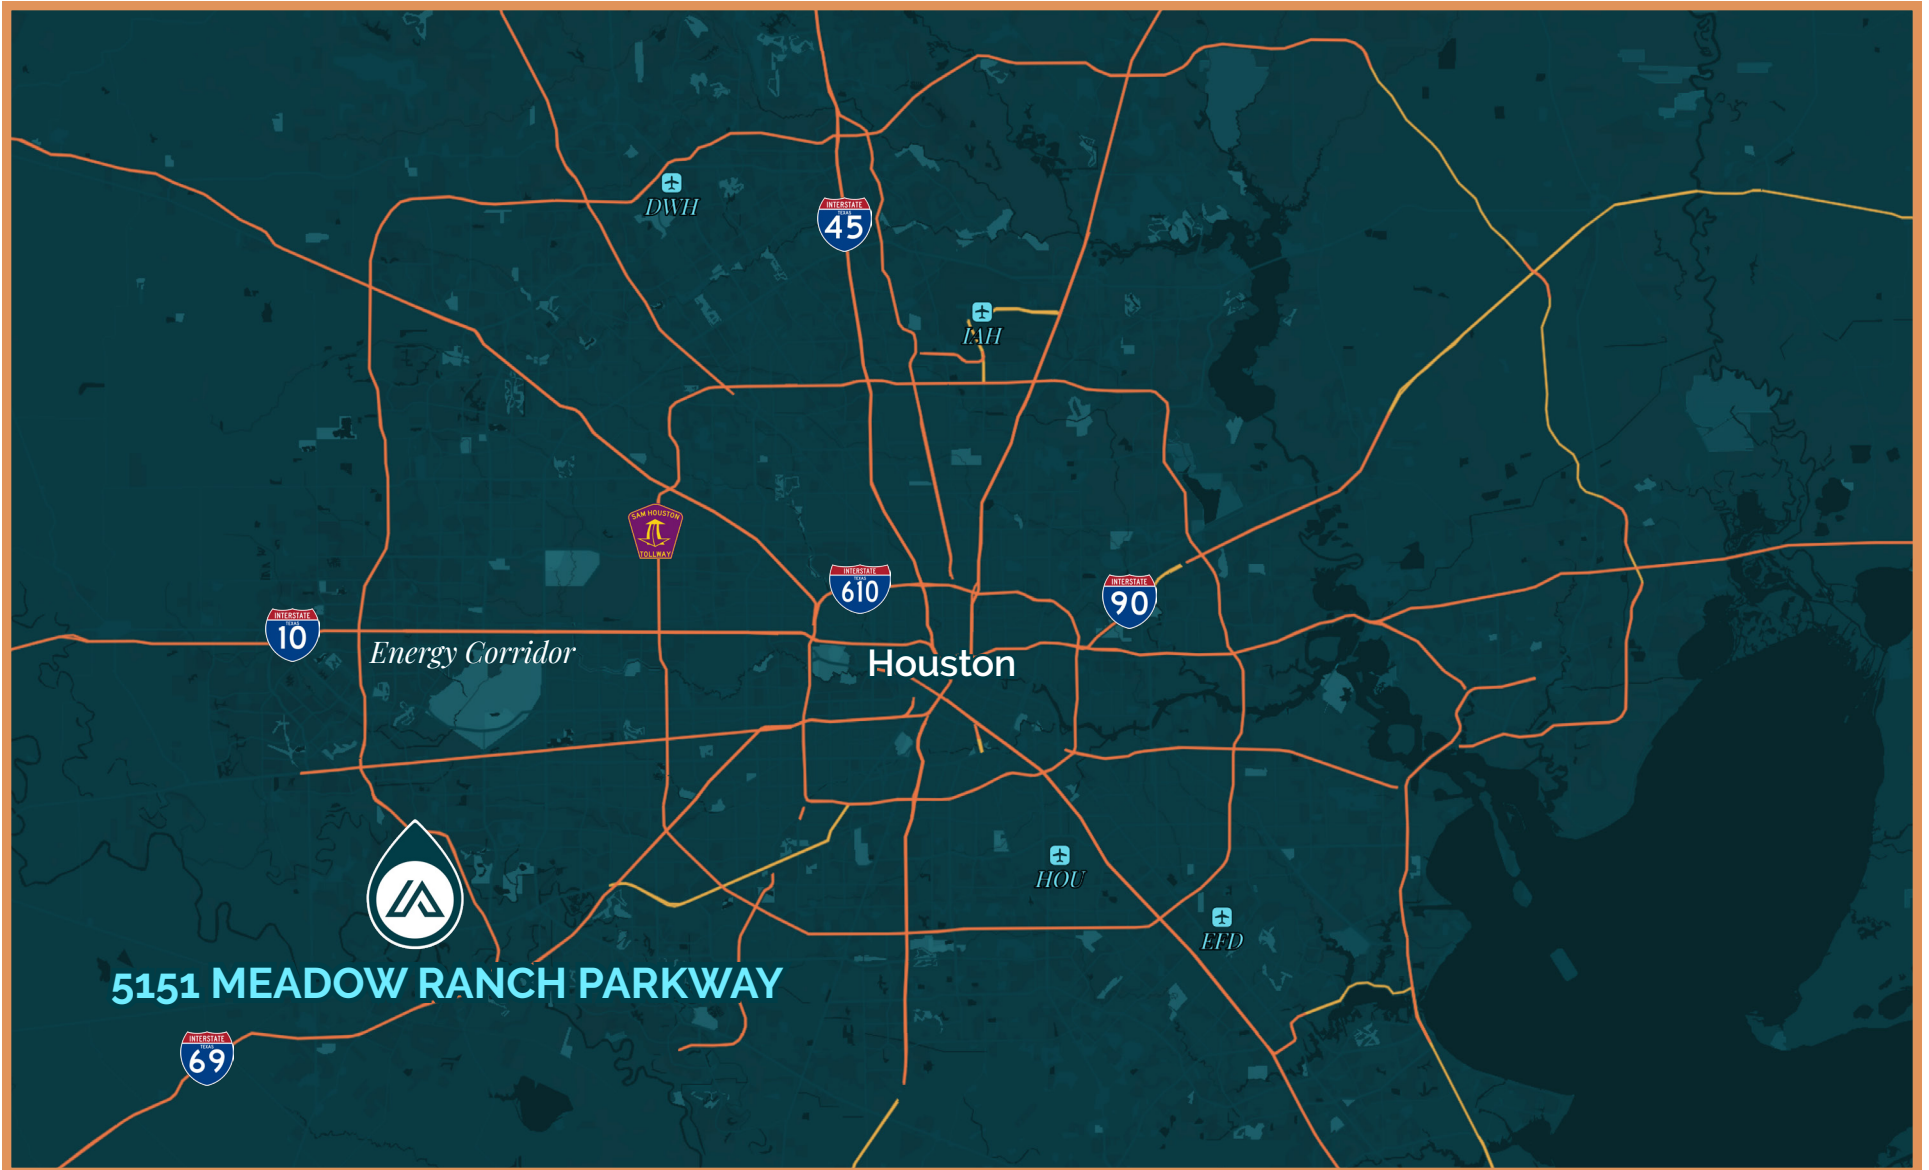 DWH
INTERSTATE
TEXAS
45
IAH
SAM HOUSTON
TOLLWAY
INTERSTATE
TEXAS
610
INTERSTATE
TEXAS
90
INTERSTATE
TEXAS
10
Energy Corridor
Houston
HOU
EFD
5151 MEADOW RANCH PARKWAY
INTERSTATE
TEXAS
69